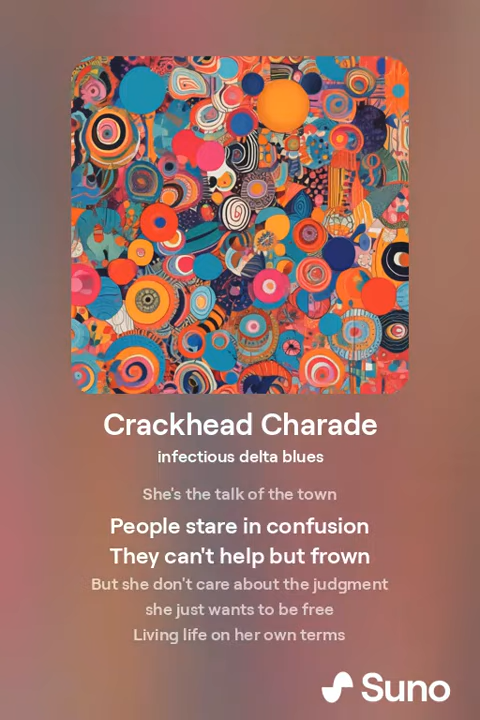 Crackhead Charade
infectious delta blues
She's the talk of the town
People stare in confusion
They can't help but frown
But she don't care about the judgment
she just wants to be free
Living life on her own terms
Suno